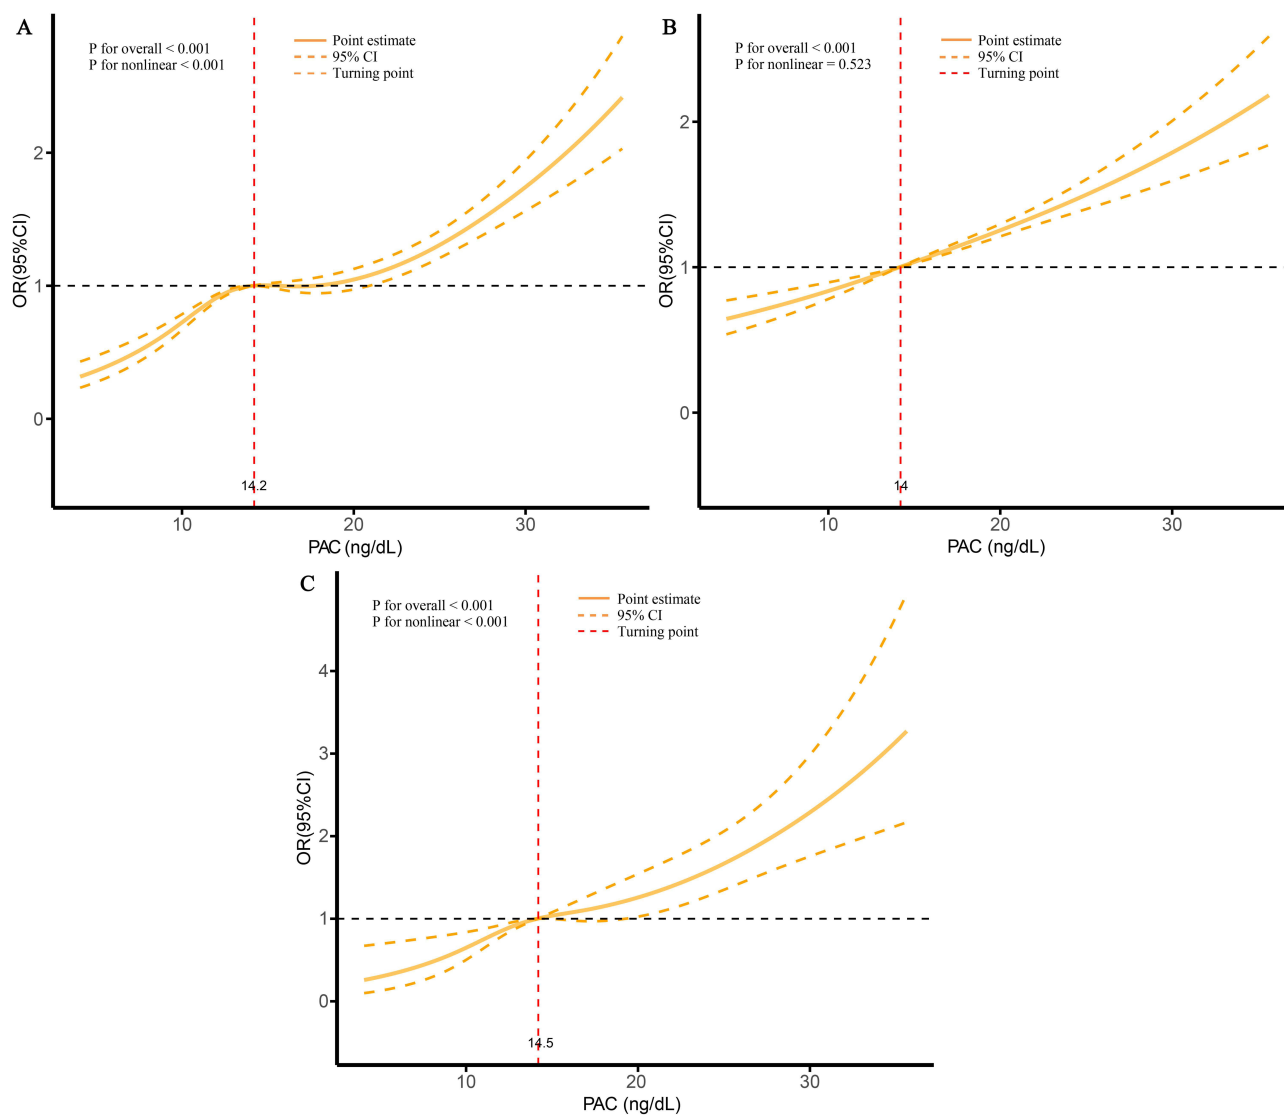 A
P for overall < 0.001
P for nonlinear < 0.001
Point estimate
95% CI
Turning point
OR(95%CI)
2
1
0
14.2
10
20
30
PAC (ng/dL)
B
P for overall < 0.001
P for nonlinear = 0.523
Point estimate
95% CI
Turning point
OR(95%CI)
2
1
0
14
10
20
30
PAC (ng/dL)
C
P for overall < 0.001
P for nonlinear < 0.001
Point estimate
95% CI
Turning point
OR(95%CI)
4
3
2
1
0
14.5
10
20
30
PAC (ng/dL)